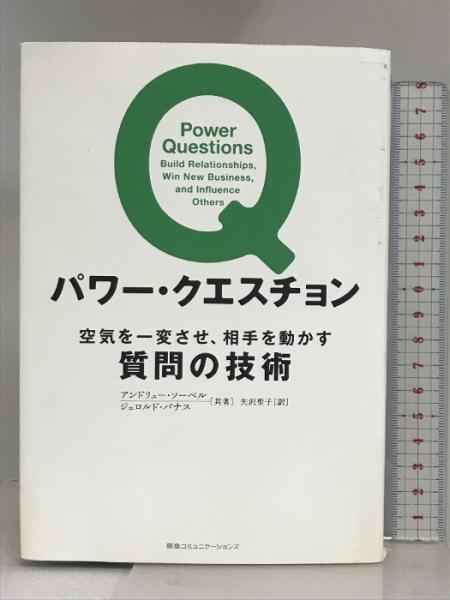 Power
Questions
Build Relationships,
Win New Business,
and Influence
Others
パワー・クエスチョン
空気を一変させ、相手を動かす
質問の技術
アンドリュー・ソーベル
ジェロルド・パナス
[共著] 矢沢聖子[訳]
阪急コミュニケーションズ